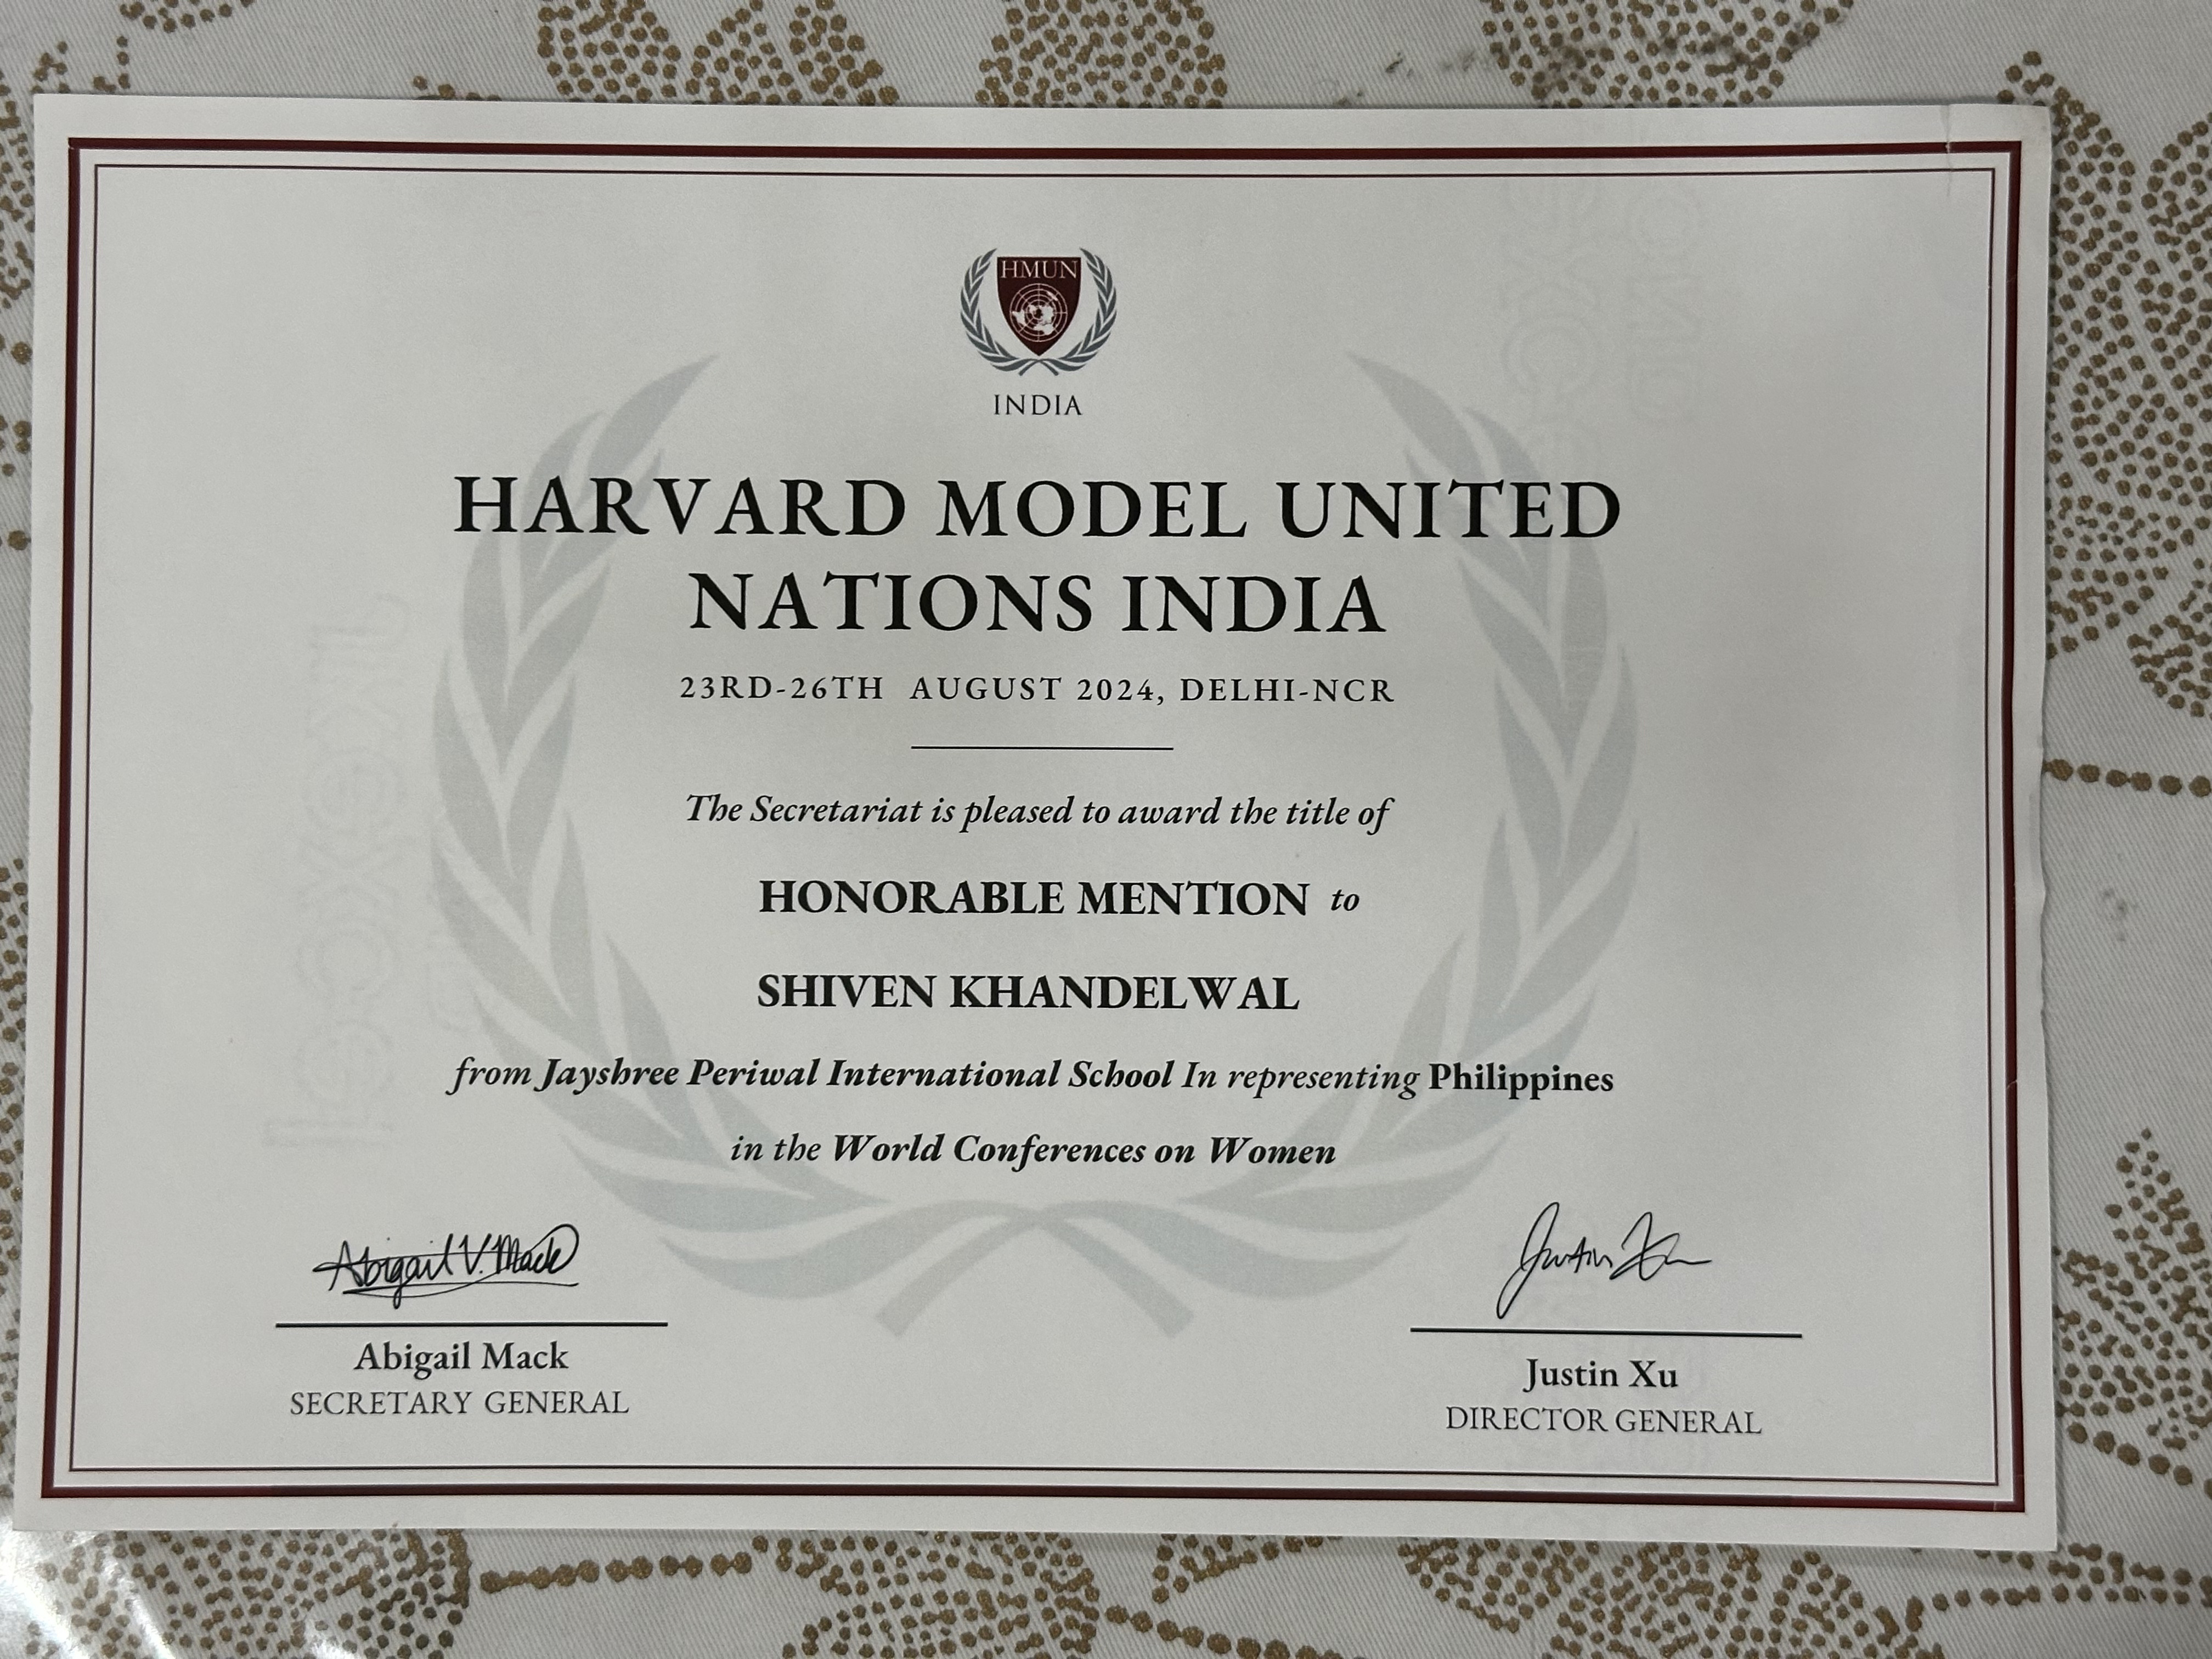 HMUN
INDIA
HARVARD MODEL UNITED
NATIONS INDIA
23RD-26TH AUGUST 2024, DELHI-NCR
The Secretariat is pleased to award the title of
HONORABLE MENTION to
SHIVEN KHANDELWAL
from Jayshree Periwal International School In representing Philippines
in the World Conferences on Women
Abigail V. Mack
Justin Xu
Abigail Mack
SECRETARY GENERAL
Justin Xu
DIRECTOR GENERAL